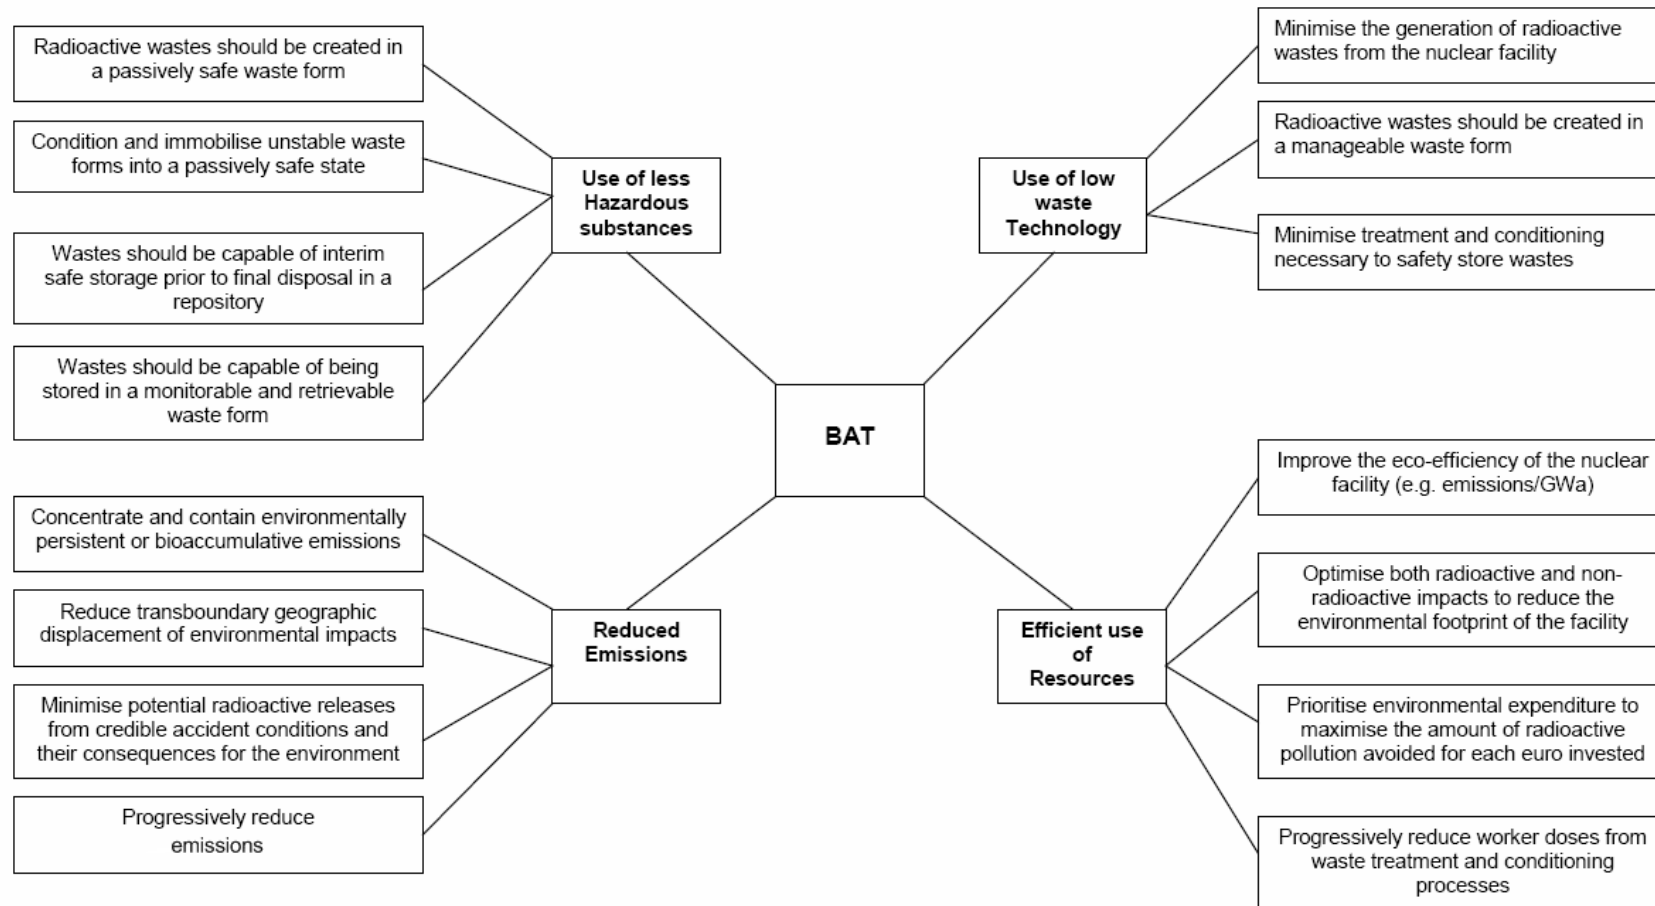 Radioactive wastes should be created in
a passively safe waste form
Condition and immobilise unstable waste
forms into a passively safe state
Wastes should be capable of interim
safe storage prior to final disposal in a
repository
Wastes should be capable of being
stored in a monitorable and retrievable
waste form
Use of less
Hazardous
substances
Use of low
waste
Technology
Minimise the generation of radioactive
wastes from the nuclear facility
Radioactive wastes should be created in
a manageable waste form
Minimise treatment and conditioning
necessary to safety store wastes
BAT
Concentrate and contain environmentally
persistent or bioaccumulative emissions
Reduce transboundary geographic
displacement of environmental impacts
Minimise potential radioactive releases
from credible accident conditions and
their consequences for the environment
Progressively reduce
emissions
Reduced
Emissions
Efficient use
of
Resources
Improve the eco-efficiency of the nuclear
facility (e.g. emissions/GWa)
Optimise both radioactive and non-
radioactive impacts to reduce the
environmental footprint of the facility
Prioritise environmental expenditure to
maximise the amount of radioactive
pollution avoided for each euro invested
Progressively reduce worker doses from
waste treatment and conditioning
processes